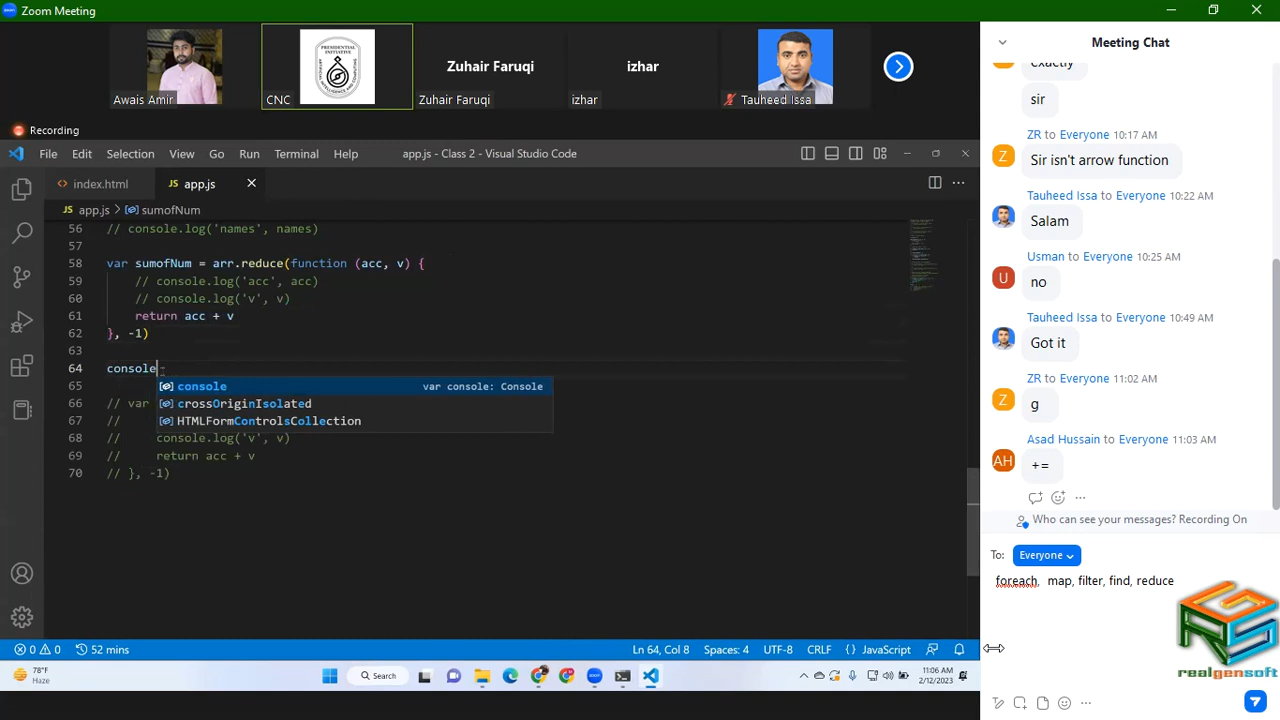 Zoom Meeting
Awais Amir
PRESIDENTIAL INITIATIVE
CNC
Zuhair Faruqi
Zuhair Faruqi
izhar
izhar
Tauheed Issa
Meeting Chat
Exactly
sir
ZR to Everyone 10:17 AM
Z
Sir isn't arrow function
Tauheed Issa to Everyone 10:22 AM
Salam
Usman to Everyone 10:25 AM
U
no
Tauheed Issa to Everyone 10:49 AM
Got it
ZR to Everyone 11:02 AM
Z
g
Asad Hussain to Everyone 11:03 AM
AH
+=
Who can see your messages? Recording On
To: Everyone
foreach, map, filter, find, reduce
realgensoft
Recording
File Edit Selection View Go Run Terminal Help
app.js - Class 2 - Visual Studio Code
index.html
JS app.js
JS app.js > sumofNum
56 // console.log('names', names)
57
58 var sumofNum = arr.reduce(function (acc, v) {
59 // console.log('acc', acc)
60 // console.log('v', v)
61 return acc + v
62 }, -1)
63
64 console
65
66 // var
67 //
68 // console.log('v', v)
69 // return acc + v
70 // }, -1)
console var console: Console
crossOriginIsolated
HTMLFormControlsCollection
0 0 52 mins
Ln 64, Col 8 Spaces: 4 UTF-8 CRLF {} JavaScript
78°F
Haze
Search
11:06 AM
2/12/2023